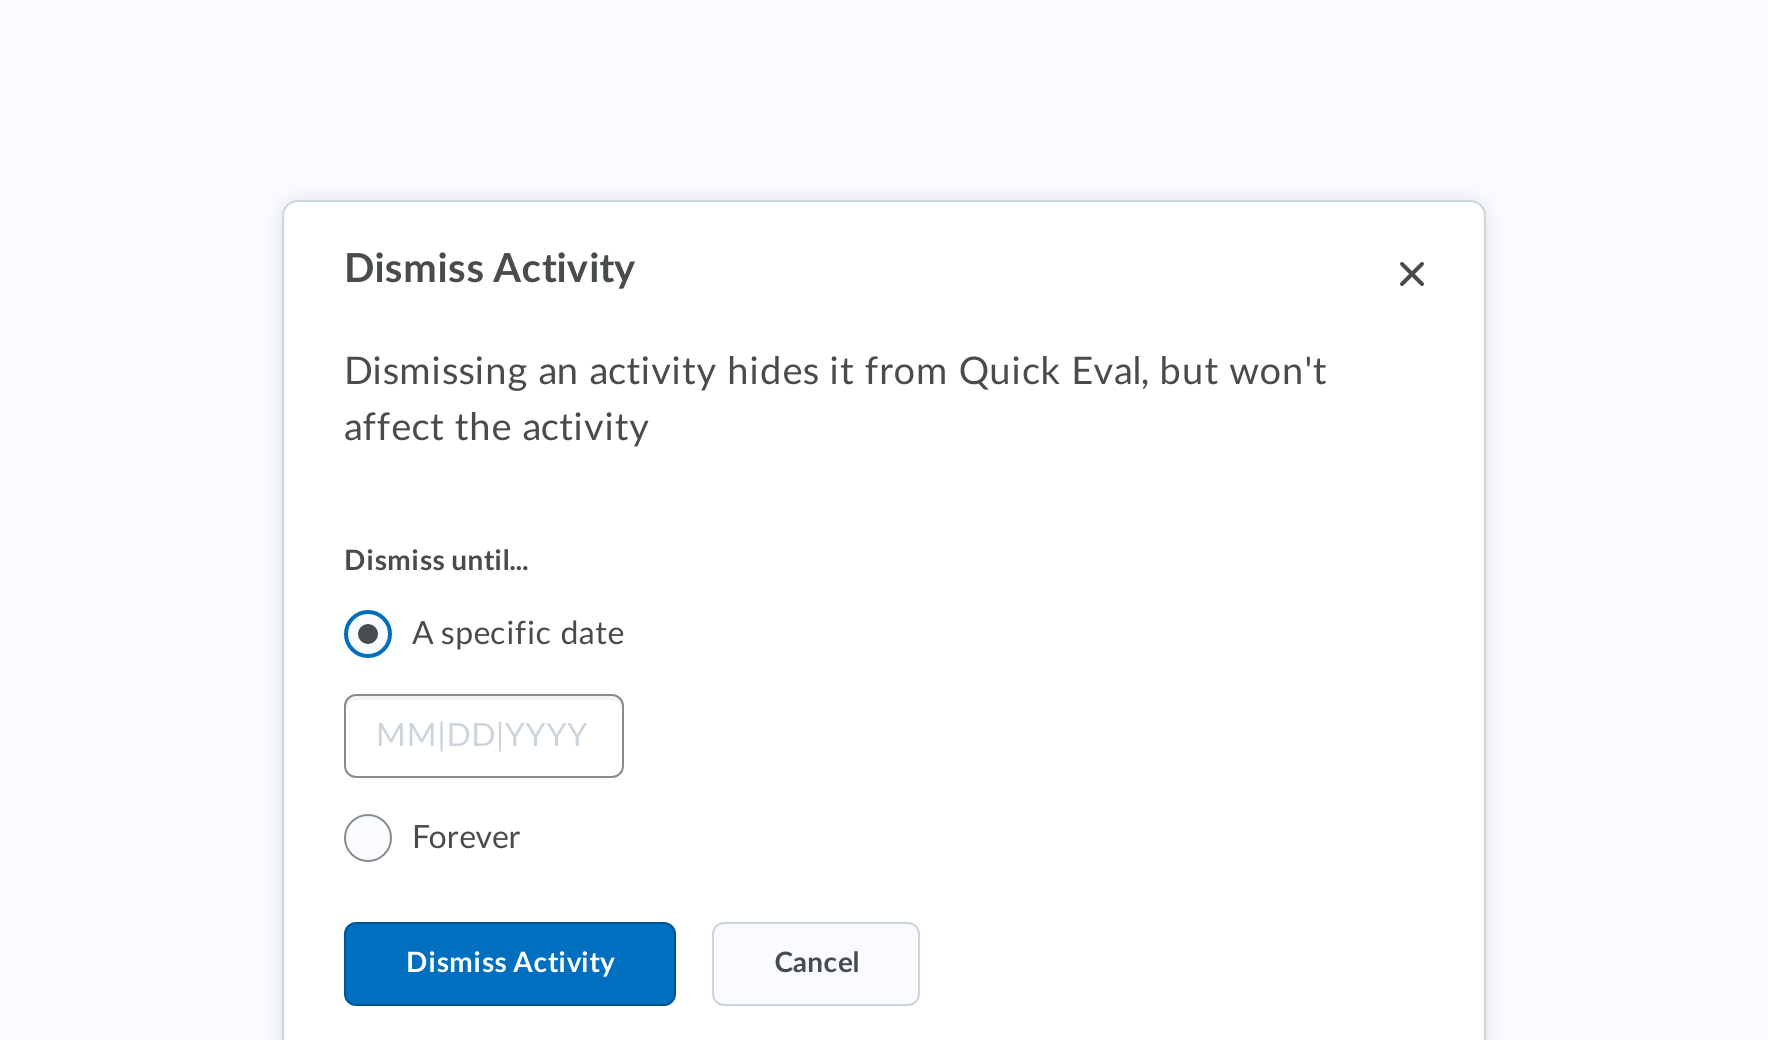 Dismiss Activity
Dismissing an activity hides it from Quick Eval, but won't
affect the activity
Dismiss until...
A specific date
MM|DD|YYYY
Forever
Dismiss Activity
Cancel